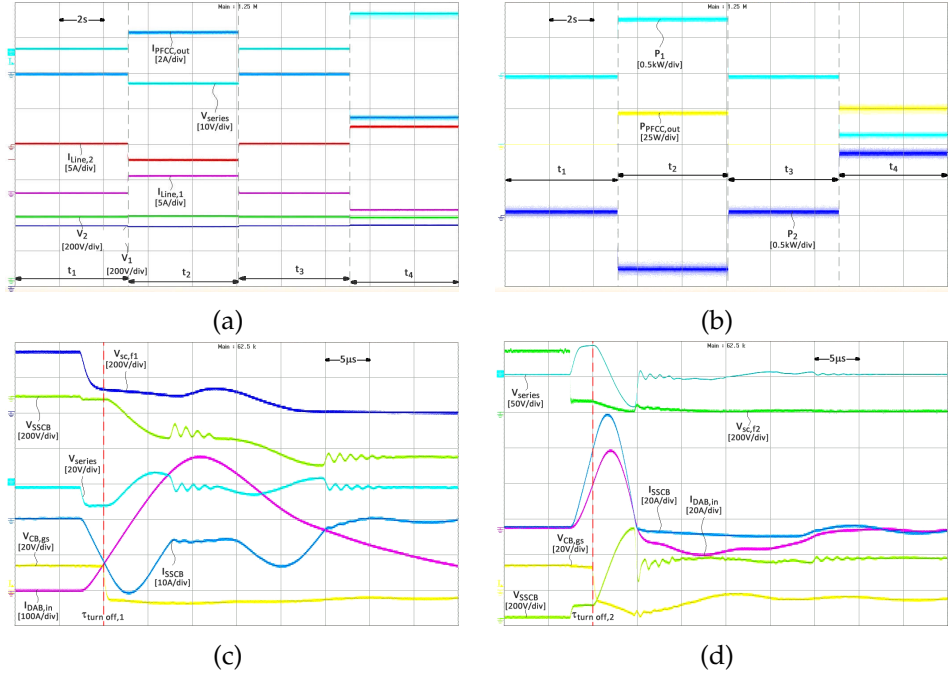 Main : 1.25 M
2s
I_PFCC,out
[2A/div]
V_series
[10V/div]
I_Line,2
[5A/div]
I_Line,1
[5A/div]
V_2
[200V/div]
V_1
[200V/div]
t_1
t_2
t_3
t_4
(a)
Main : 1.25 M
2s
P_1
[0.5kW/div]
P_PFCC,out
[25W/div]
t_1
t_2
t_3
t_4
P_2
[0.5kW/div]
(b)
Main : 62.5 k
5µs
V_sc,f1
[200V/div]
V_SSCB
[200V/div]
V_series
[20V/div]
V_CB,gs
[20V/div]
I_SSCB
[10A/div]
I_DAB,in
[100A/div]
τ_turn off,1
(c)
Main : 62.5 k
5µs
V_series
[50V/div]
V_sc,f2
[200V/div]
I_SSCB
[20A/div]
I_DAB,in
[20A/div]
V_CB,gs
[20V/div]
V_SSCB
[200V/div]
τ_turn off,2
(d)